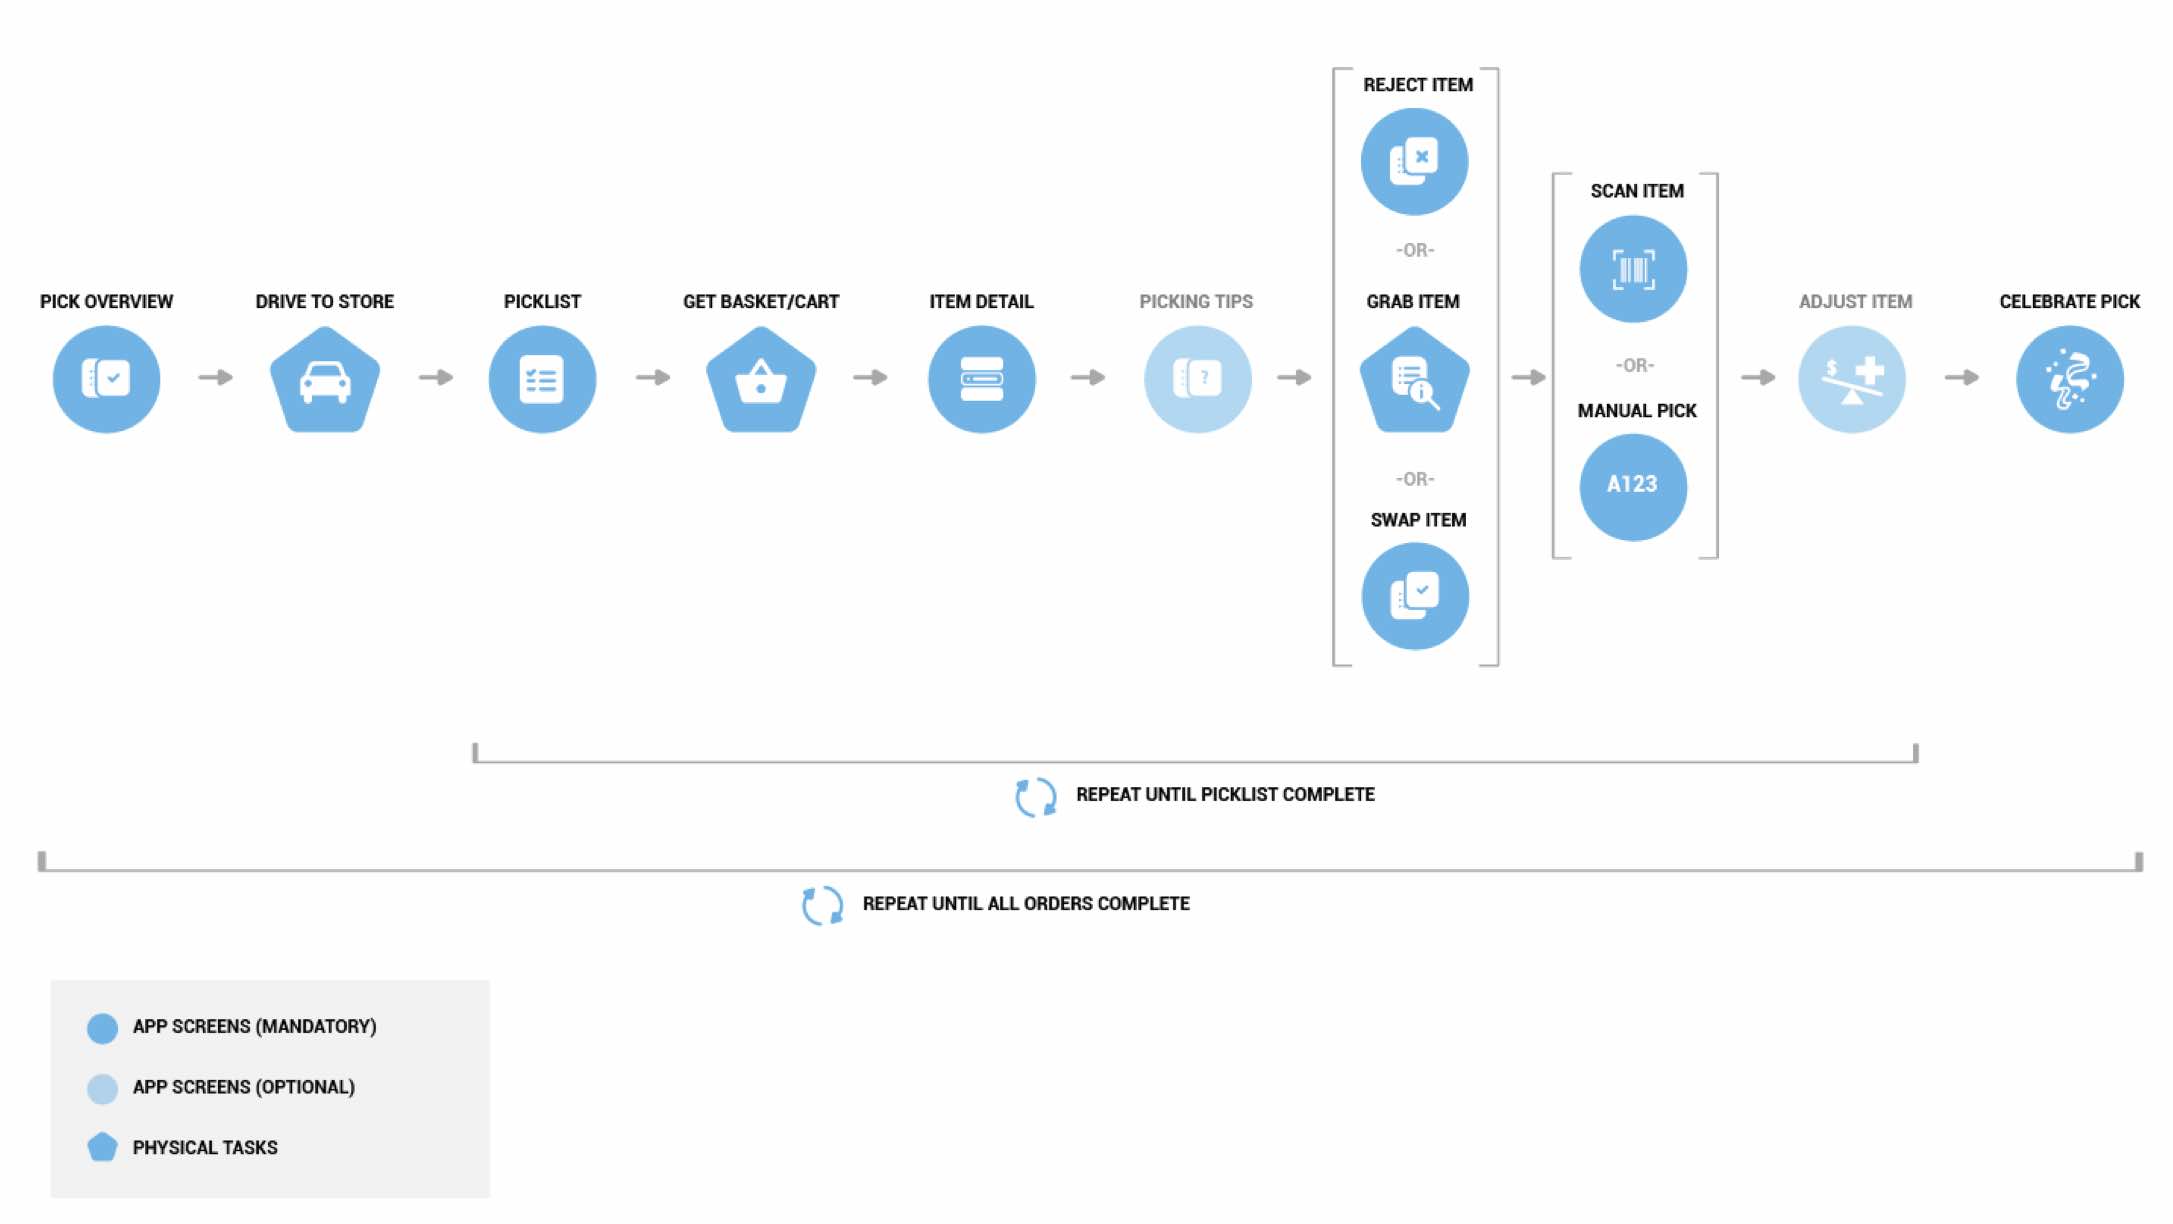 PICK OVERVIEW
DRIVE TO STORE
PICKLIST
GET BASKET/CART
ITEM DETAIL
PICKING TIPS
?
REJECT ITEM
-OR-
GRAB ITEM
-OR-
SWAP ITEM
SCAN ITEM
-OR-
MANUAL PICK
A123
ADJUST ITEM
$
CELEBRATE PICK
REPEAT UNTIL PICKLIST COMPLETE
REPEAT UNTIL ALL ORDERS COMPLETE
APP SCREENS (MANDATORY)
APP SCREENS (OPTIONAL)
PHYSICAL TASKS